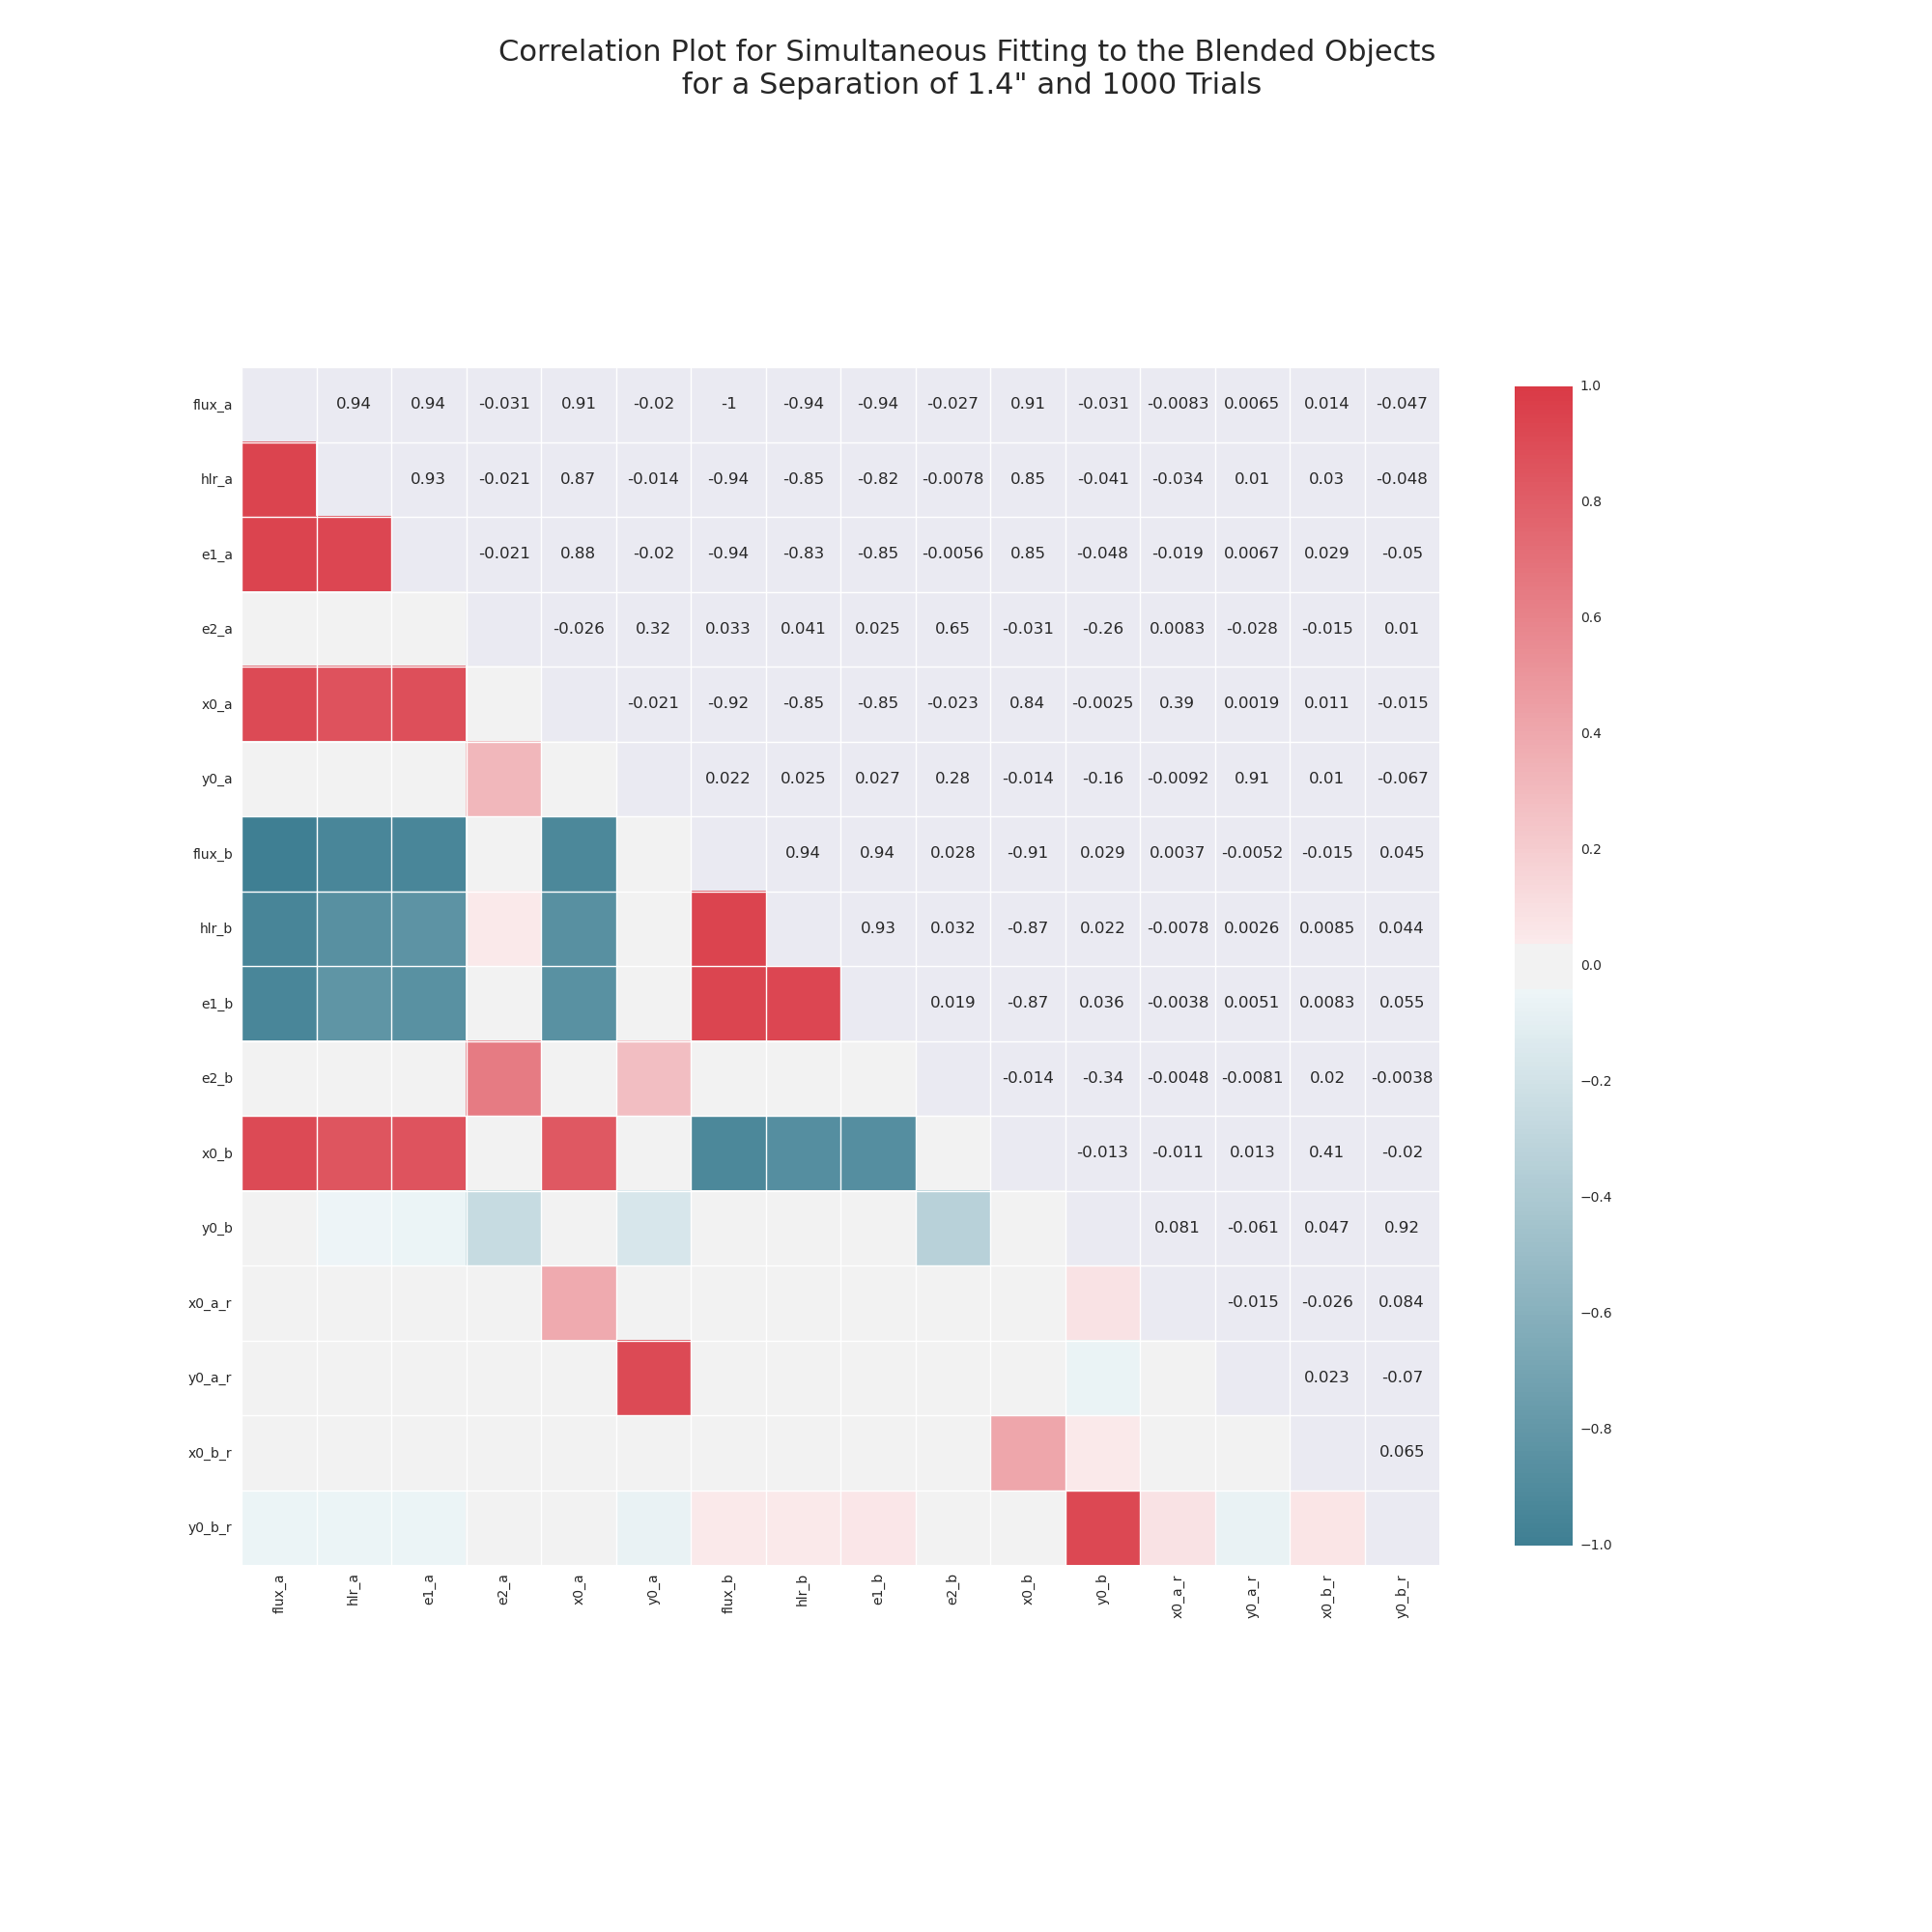 Correlation Plot for Simultaneous Fitting to the Blended Objects
for a Separation of 1.4" and 1000 Trials
flux_a 0.94 0.94 -0.031 0.91 -0.02 -1 -0.94 -0.94 -0.027 0.91 -0.031 -0.0083 0.0065 0.014 -0.047
hlr_a 0.93 -0.021 0.87 -0.014 -0.94 -0.85 -0.82 -0.0078 0.85 -0.041 -0.034 0.01 0.03 -0.048
e1_a -0.021 0.88 -0.02 -0.94 -0.83 -0.85 -0.0056 0.85 -0.048 -0.019 0.0067 0.029 -0.05
e2_a -0.026 0.32 0.033 0.041 0.025 0.65 -0.031 -0.26 0.0083 -0.028 -0.015 0.01
x0_a -0.021 -0.92 -0.85 -0.85 -0.023 0.84 -0.0025 0.39 0.0019 0.011 -0.015
y0_a 0.022 0.025 0.027 0.28 -0.014 -0.16 -0.0092 0.91 0.01 -0.067
flux_b 0.94 0.94 0.028 -0.91 0.029 0.0037 -0.0052 -0.015 0.045
hlr_b 0.93 0.032 -0.87 0.022 -0.0078 0.0026 0.0085 0.044
e1_b 0.019 -0.87 0.036 -0.0038 0.0051 0.0083 0.055
e2_b -0.014 -0.34 -0.0048 -0.0081 0.02 -0.0038
x0_b -0.013 -0.011 0.013 0.41 -0.02
y0_b 0.081 -0.061 0.047 0.92
x0_a_r -0.015 -0.026 0.084
y0_a_r 0.023 -0.07
x0_b_r 0.065
y0_b_r
flux_a hlr_a e1_a e2_a x0_a y0_a flux_b hlr_b e1_b e2_b x0_b y0_b x0_a_r y0_a_r x0_b_r y0_b_r
1.0
0.8
0.6
0.4
0.2
0.0
−0.2
−0.4
−0.6
−0.8
−1.0